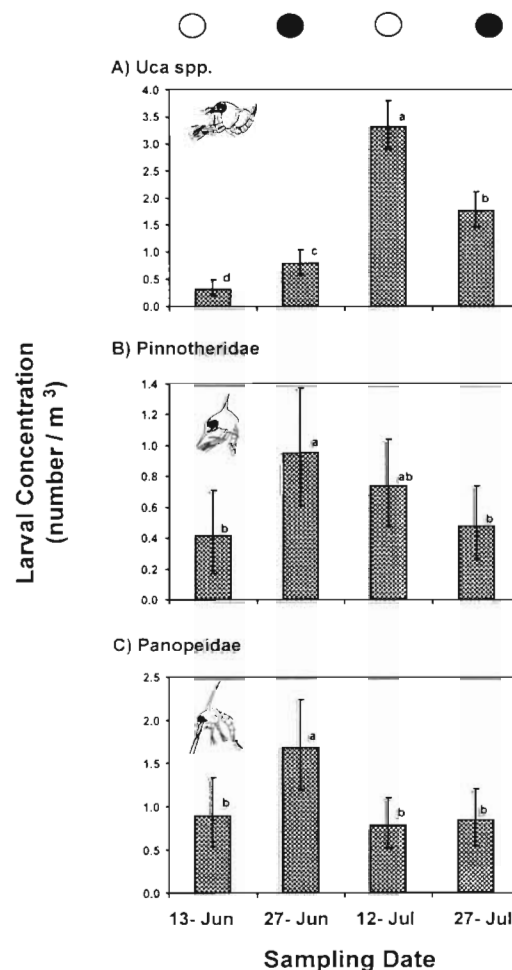 A) Uca spp.
4.0
3.5
3.0
2.5
2.0
1.5
1.0
0.5
0.0
d
c
a
b
B) Pinnotheridae
1.4
1.2
1.0
0.8
0.6
0.4
0.2
0.0
b
a
ab
b
C) Panopeidae
2.5
2.0
1.5
1.0
0.5
0.0
b
a
b
b
13- Jun 27- Jun 12- Jul 27- Jul
Sampling Date
Larval Concentration
(number / m 3)